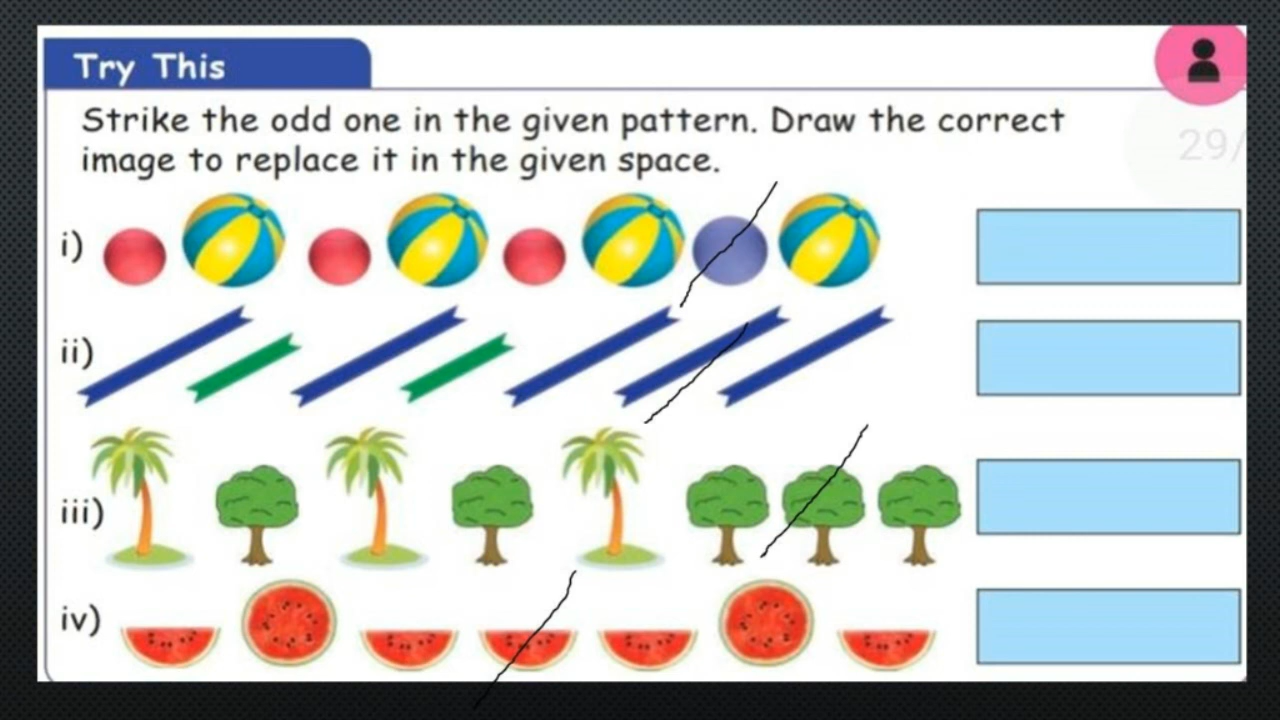 Try This
Strike the odd one in the given pattern. Draw the correct
image to replace it in the given space.
29/
i)
ii)
iii)
iv)